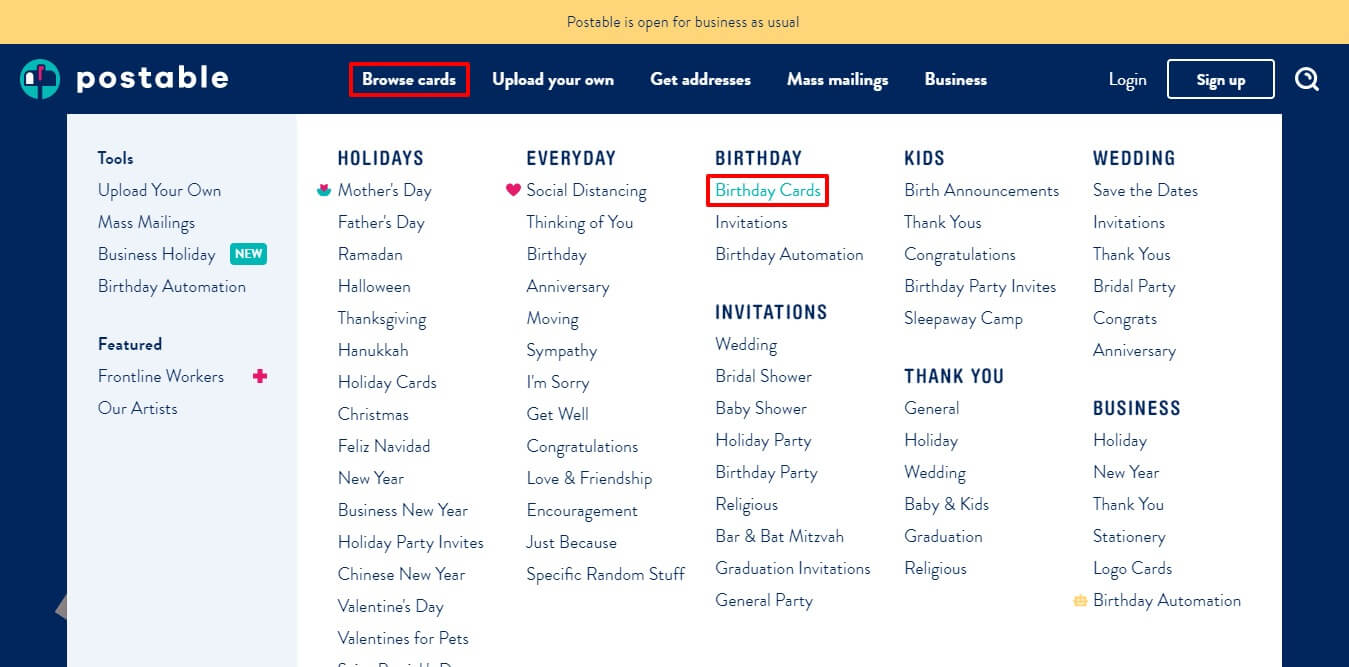 Postable is open for business as usual
postable
Browse cards
Upload your own
Get addresses
Mass mailings
Business
Login
Sign up
Tools
Upload Your Own
Mass Mailings
Business Holiday NEW
Birthday Automation
Featured
Frontline Workers
Our Artists
HOLIDAYS
Mother's Day
Father's Day
Ramadan
Halloween
Thanksgiving
Hanukkah
Holiday Cards
Christmas
Feliz Navidad
New Year
Business New Year
Holiday Party Invites
Chinese New Year
Valentine's Day
Valentines for Pets
EVERYDAY
Social Distancing
Thinking of You
Birthday
Anniversary
Moving
Sympathy
I'm Sorry
Get Well
Congratulations
Love & Friendship
Encouragement
Just Because
Specific Random Stuff
BIRTHDAY
Birthday Cards
Invitations
Birthday Automation
INVITATIONS
Wedding
Bridal Shower
Baby Shower
Holiday Party
Birthday Party
Religious
Bar & Bat Mitzvah
Graduation Invitations
General Party
KIDS
Birth Announcements
Thank Yous
Congratulations
Birthday Party Invites
Sleepaway Camp
THANK YOU
General
Holiday
Wedding
Baby & Kids
Graduation
Religious
WEDDING
Save the Dates
Invitations
Thank Yous
Bridal Party
Congrats
Anniversary
BUSINESS
Holiday
New Year
Thank You
Stationery
Logo Cards
Birthday Automation